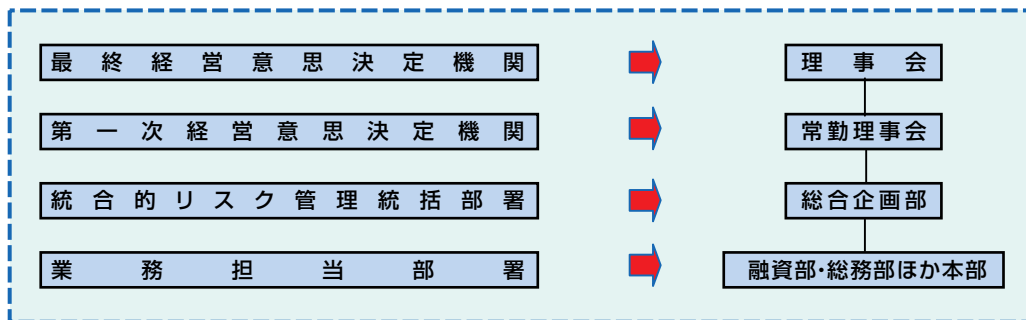 最終経営意思決定機関
理事会
第一次経営意思決定機関
常勤理事会
統合的リスク管理統括部署
総合企画部
業務担当部署
融資部・総務部ほか本部